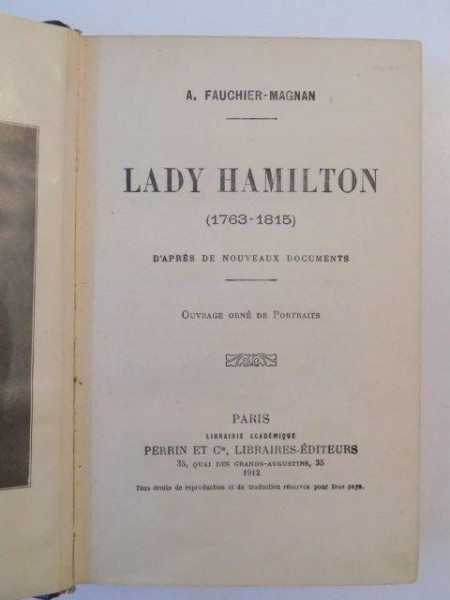 A. FAUCHIER-MAGNAN
LADY HAMILTON
(1763-1815)
D'APRÈS DE NOUVEAUX DOCUMENTS
OUVRAGE ORNÉ DE PORTRAITS
PARIS
LIBRAIRIE ACADÉMIQUE
PERRIN ET Cie, LIBRAIRES-ÉDITEURS
35, QUAI DES GRANDS-AUGUSTINS, 35
1912
Tous droits de reproduction et de traduction réservés pour tous pays.